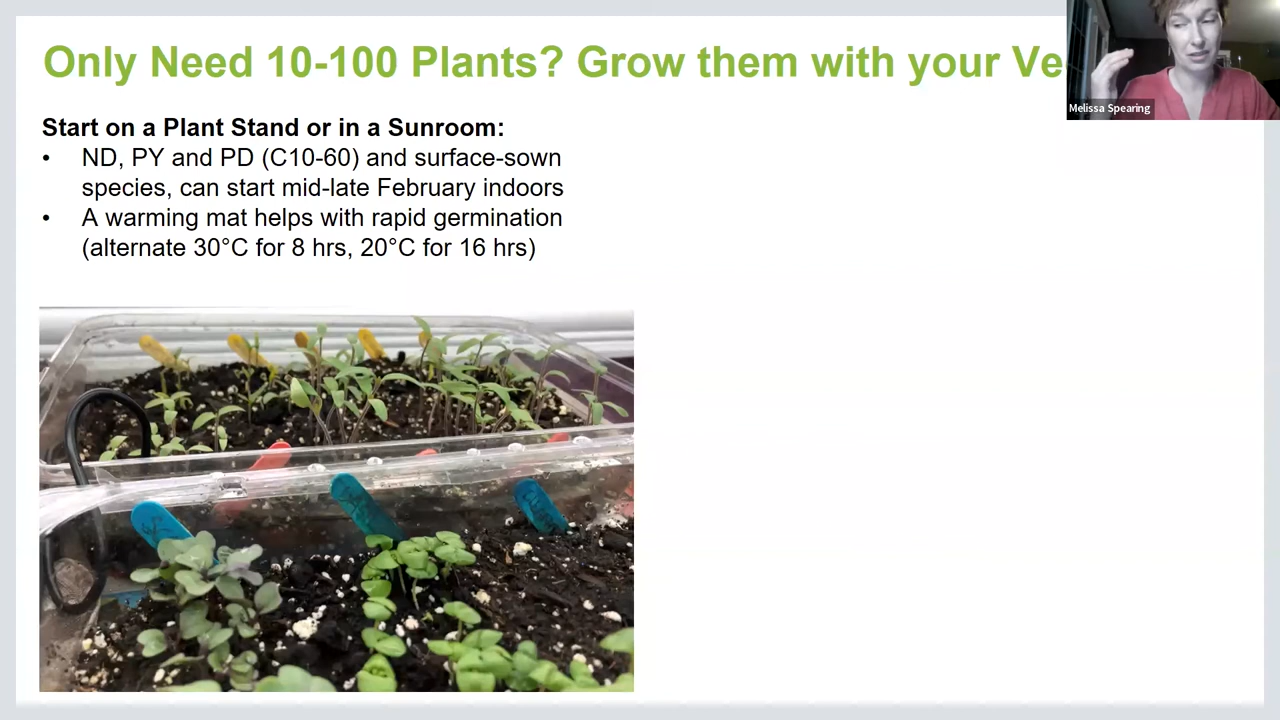 Only Need 10-100 Plants? Grow them with your Ve
Melissa Spearing
Start on a Plant Stand or in a Sunroom:
• ND, PY and PD (C10-60) and surface-sown
species, can start mid-late February indoors
• A warming mat helps with rapid germination
(alternate 30°C for 8 hrs, 20°C for 16 hrs)